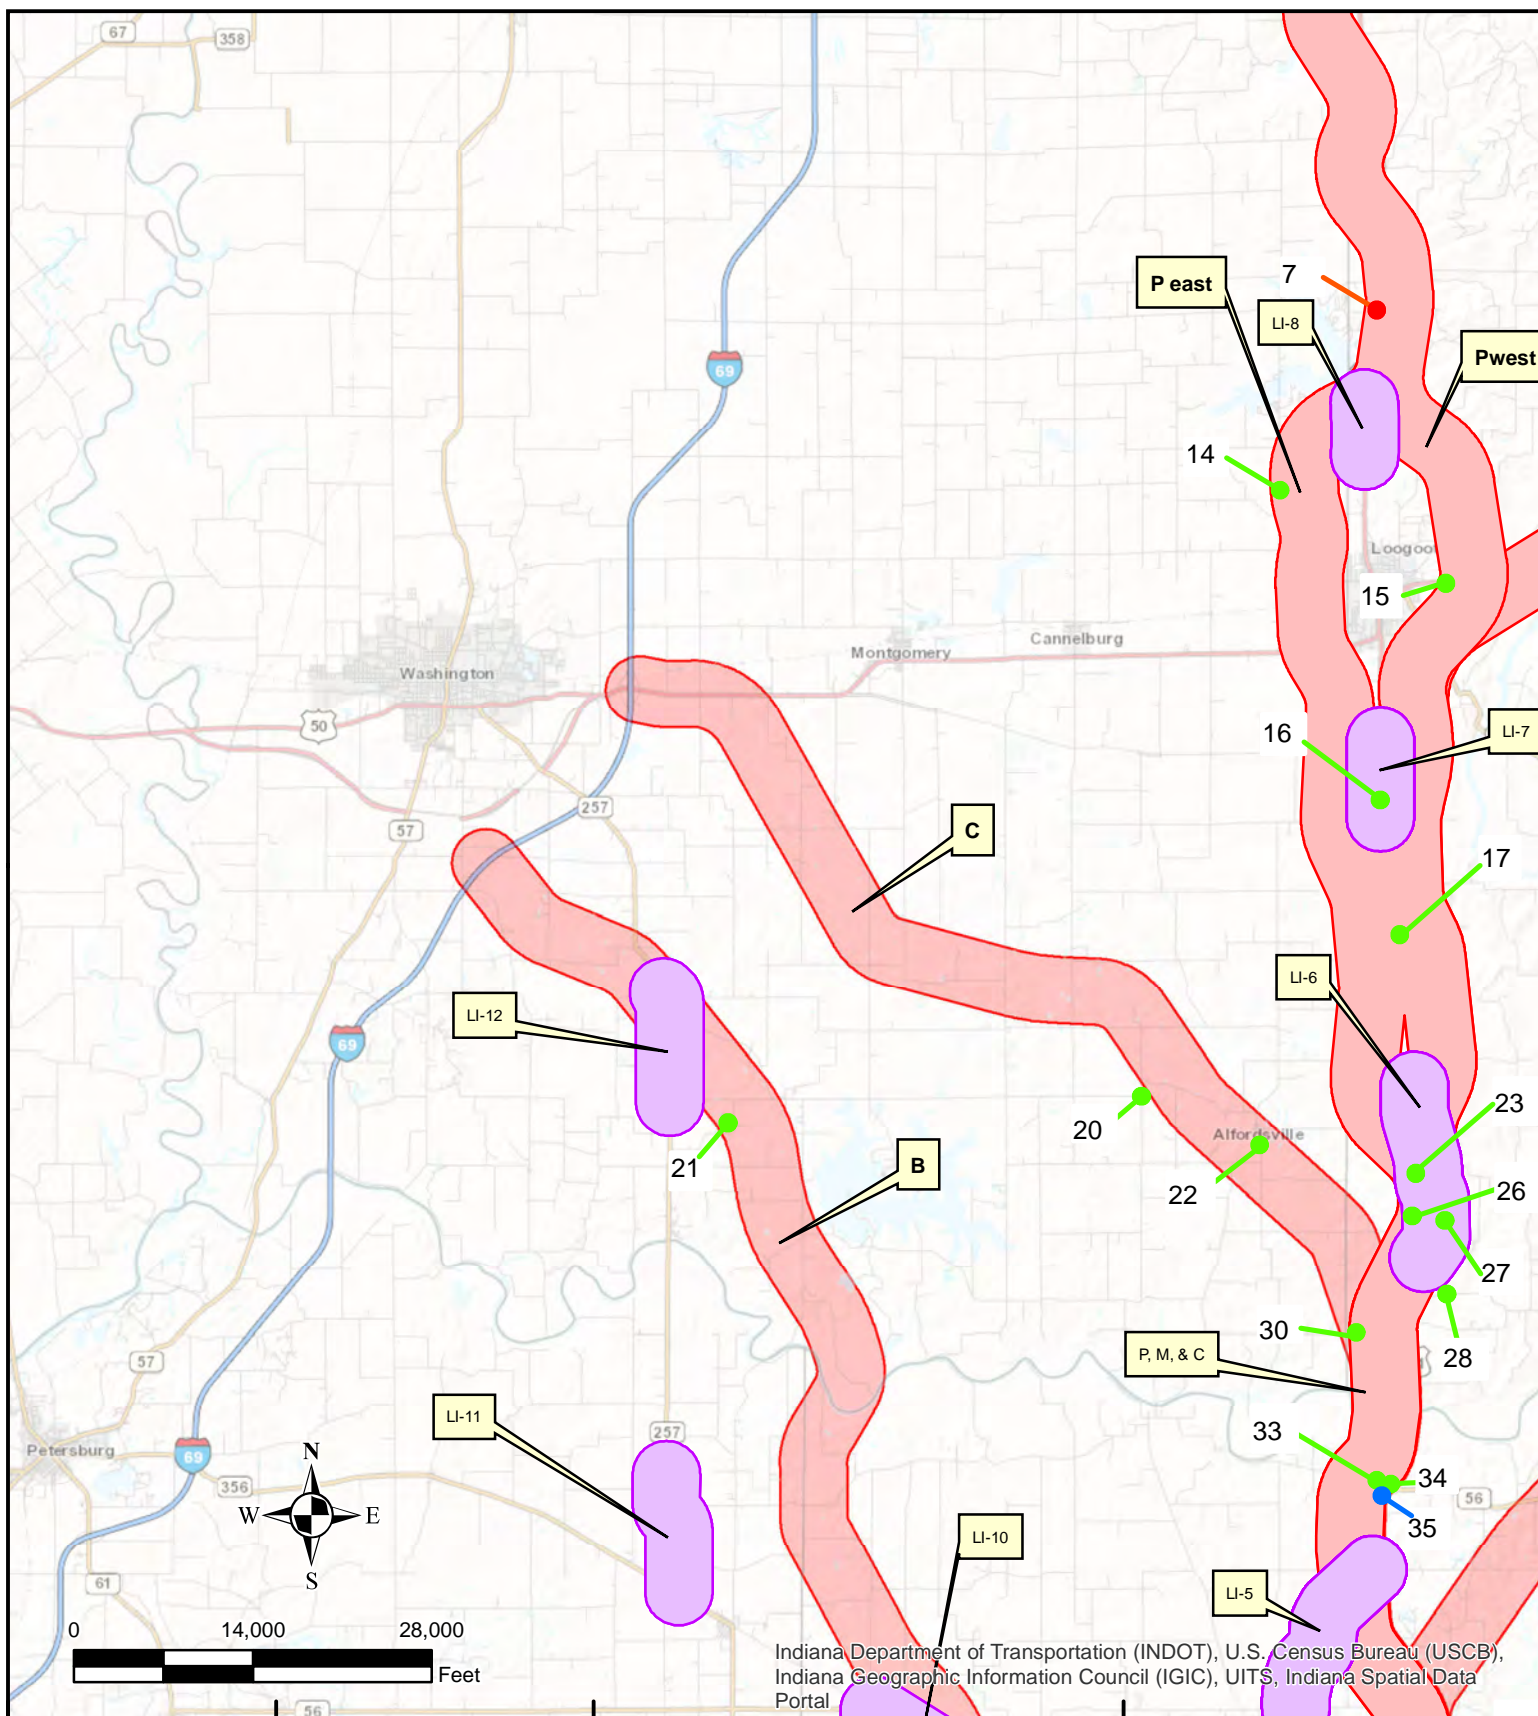 67
358
7
P east
LI-8
Pwest
69
14
Loogoo
15
Cannelburg
Montgomery
Washington
50
16
LI-7
257
57
C
17
LI-6
LI-12
69
23
20
Alfordsville
21
B
22
26
27
30
28
P, M, & C
57
LI-11
257
33
Petersburg
69
N
34
356
W
E
56
35
LI-10
S
61
LI-5
0
14,000
28,000
Feet
Indiana Department of Transportation (INDOT), U.S. Census Bureau (USCB),
Indiana Geographic Information Council (IGIC), UITS, Indiana Spatial Data
Portal
56